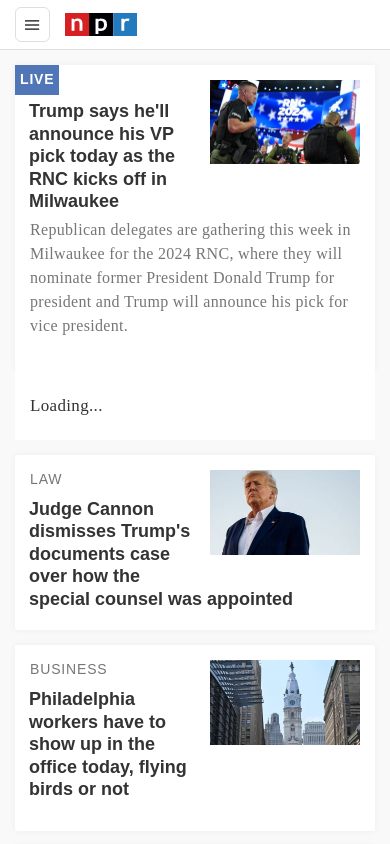 npr
LIVE
Trump says he'll
announce his VP
pick today as the
RNC kicks off in
Milwaukee
RNC
2024
Republican delegates are gathering this week in
Milwaukee for the 2024 RNC, where they will
nominate former President Donald Trump for
president and Trump will announce his pick for
vice president.
Loading...
LAW
Judge Cannon
dismisses Trump's
documents case
over how the
special counsel was appointed
BUSINESS
Philadelphia
workers have to
show up in the
office today, flying
birds or not